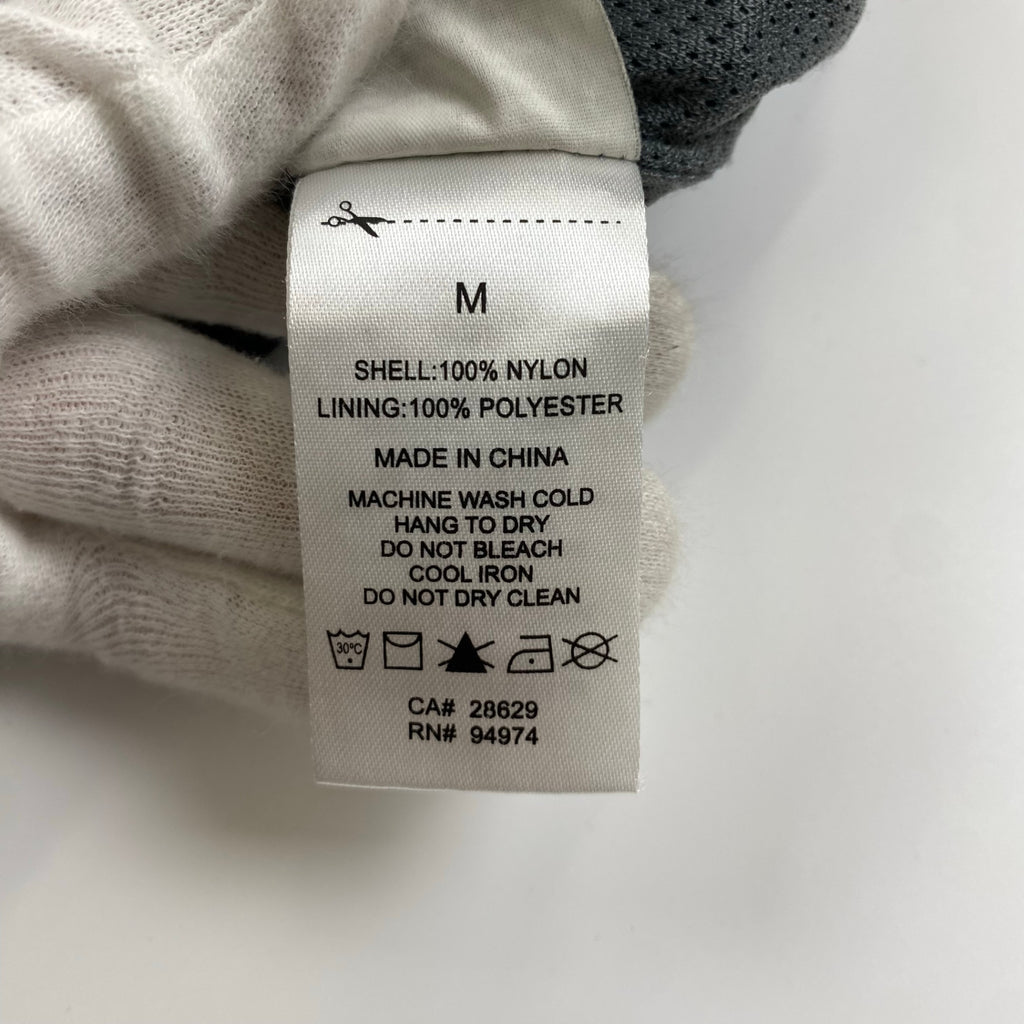 M
SHELL:100% NYLON
LINING:100% POLYESTER
MADE IN CHINA
MACHINE WASH COLD
HANG TO DRY
DO NOT BLEACH
COOL IRON
DO NOT DRY CLEAN
30°C
CA# 28629
RN# 94974